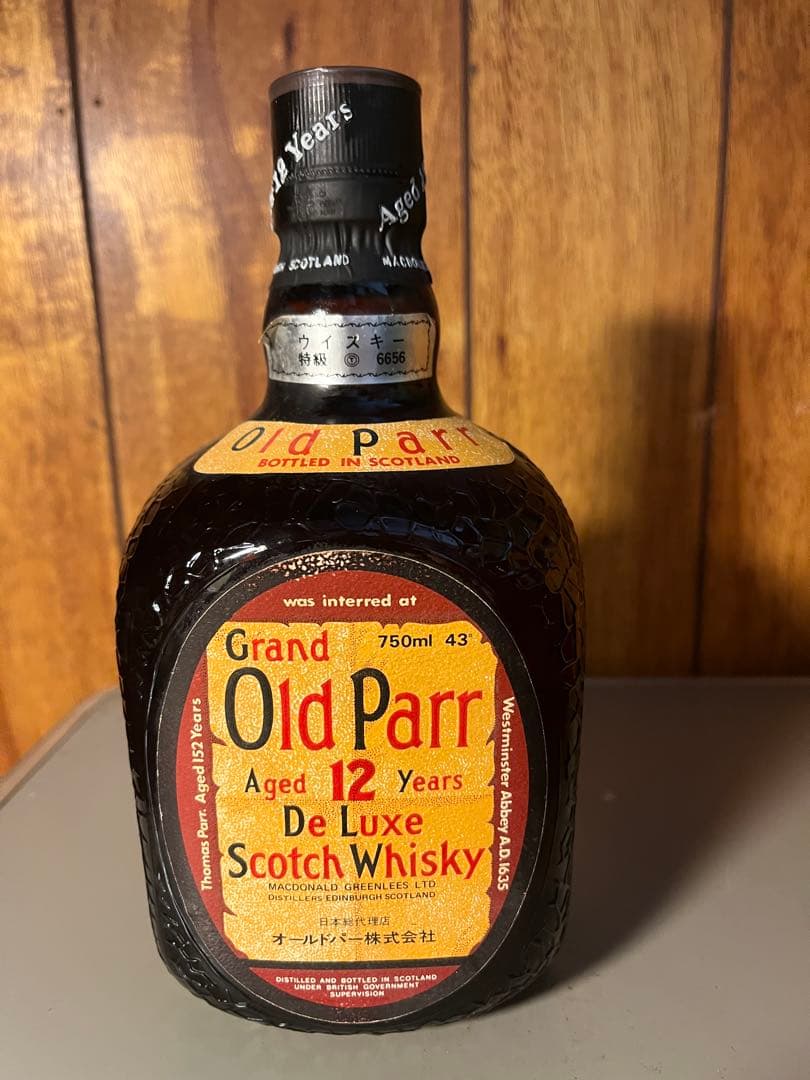 12 Years
Aged
SCOTLAND
ウイスキー
特級 ㋢ 6656
Old Parr
BOTTLED IN SCOTLAND
was interred at
Grand 750ml 43°
Old Parr
Aged 12 Years
De Luxe
Scotch Whisky
MACDONALD GREENLEES LTD.
DISTILLERS EDINBURGH SCOTLAND
日本総代理店
オールドパー株式会社
Thomas Parr. Aged 152 Years
Westminster Abbey A.D. 1635
DISTILLED AND BOTTLED IN SCOTLAND
UNDER BRITISH GOVERNMENT
SUPERVISION